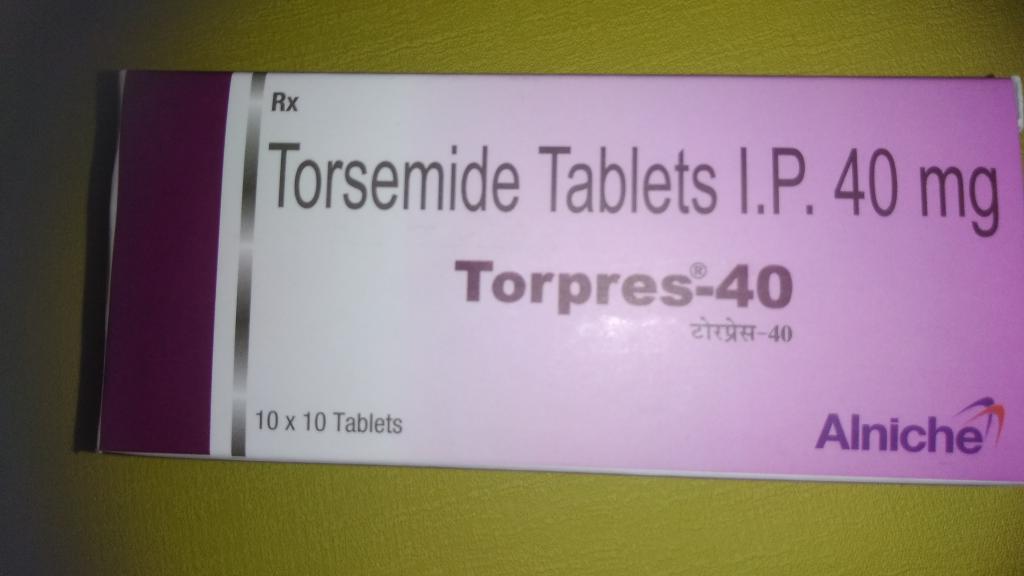 Rx
Torsemide Tablets I.P. 40 mg
Torpres®-40
टोरप्रेस-40
10 x 10 Tablets
Alniche